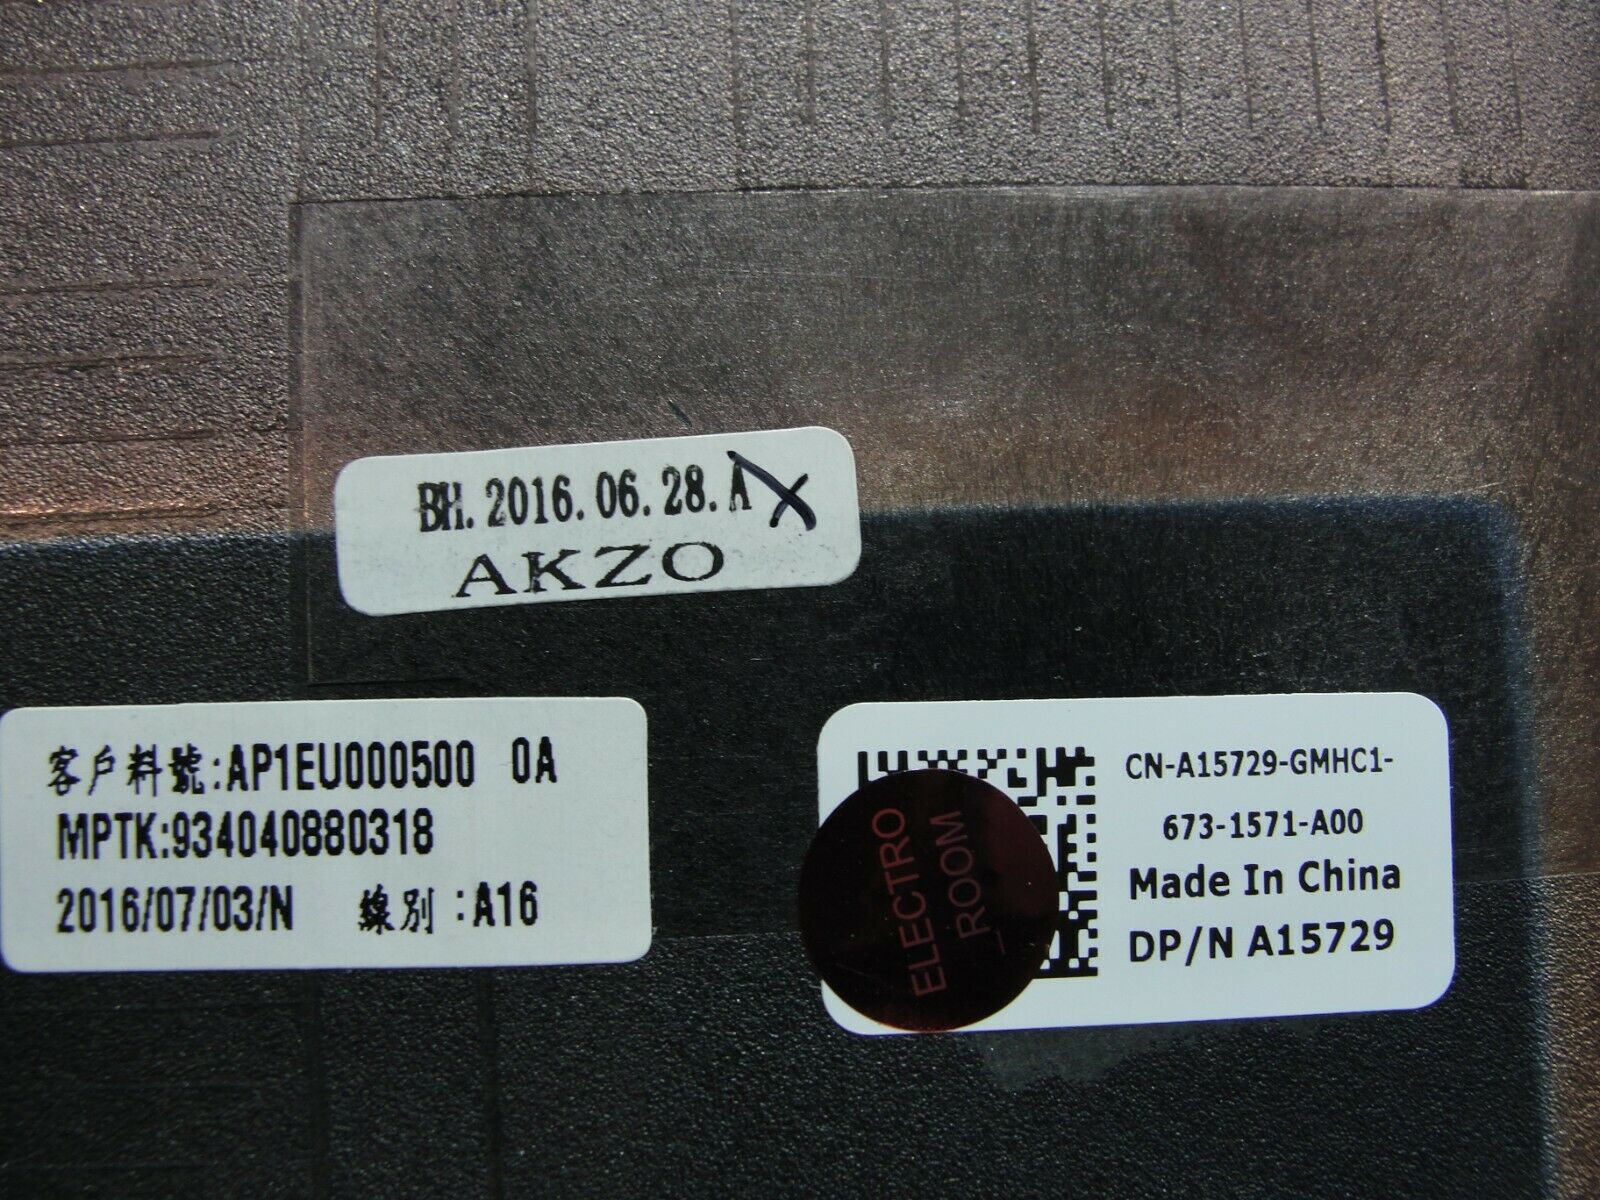 BH. 2016. 06. 28. A X
AKZO
客戶料號:AP1EU000500 0A
MPTK:934040880318
2016/07/03/N 線別:A16
CN-A15729-GMHC1-
673-1571-A00
Made In China
DP/N A15729
ELECTRO
ROOM